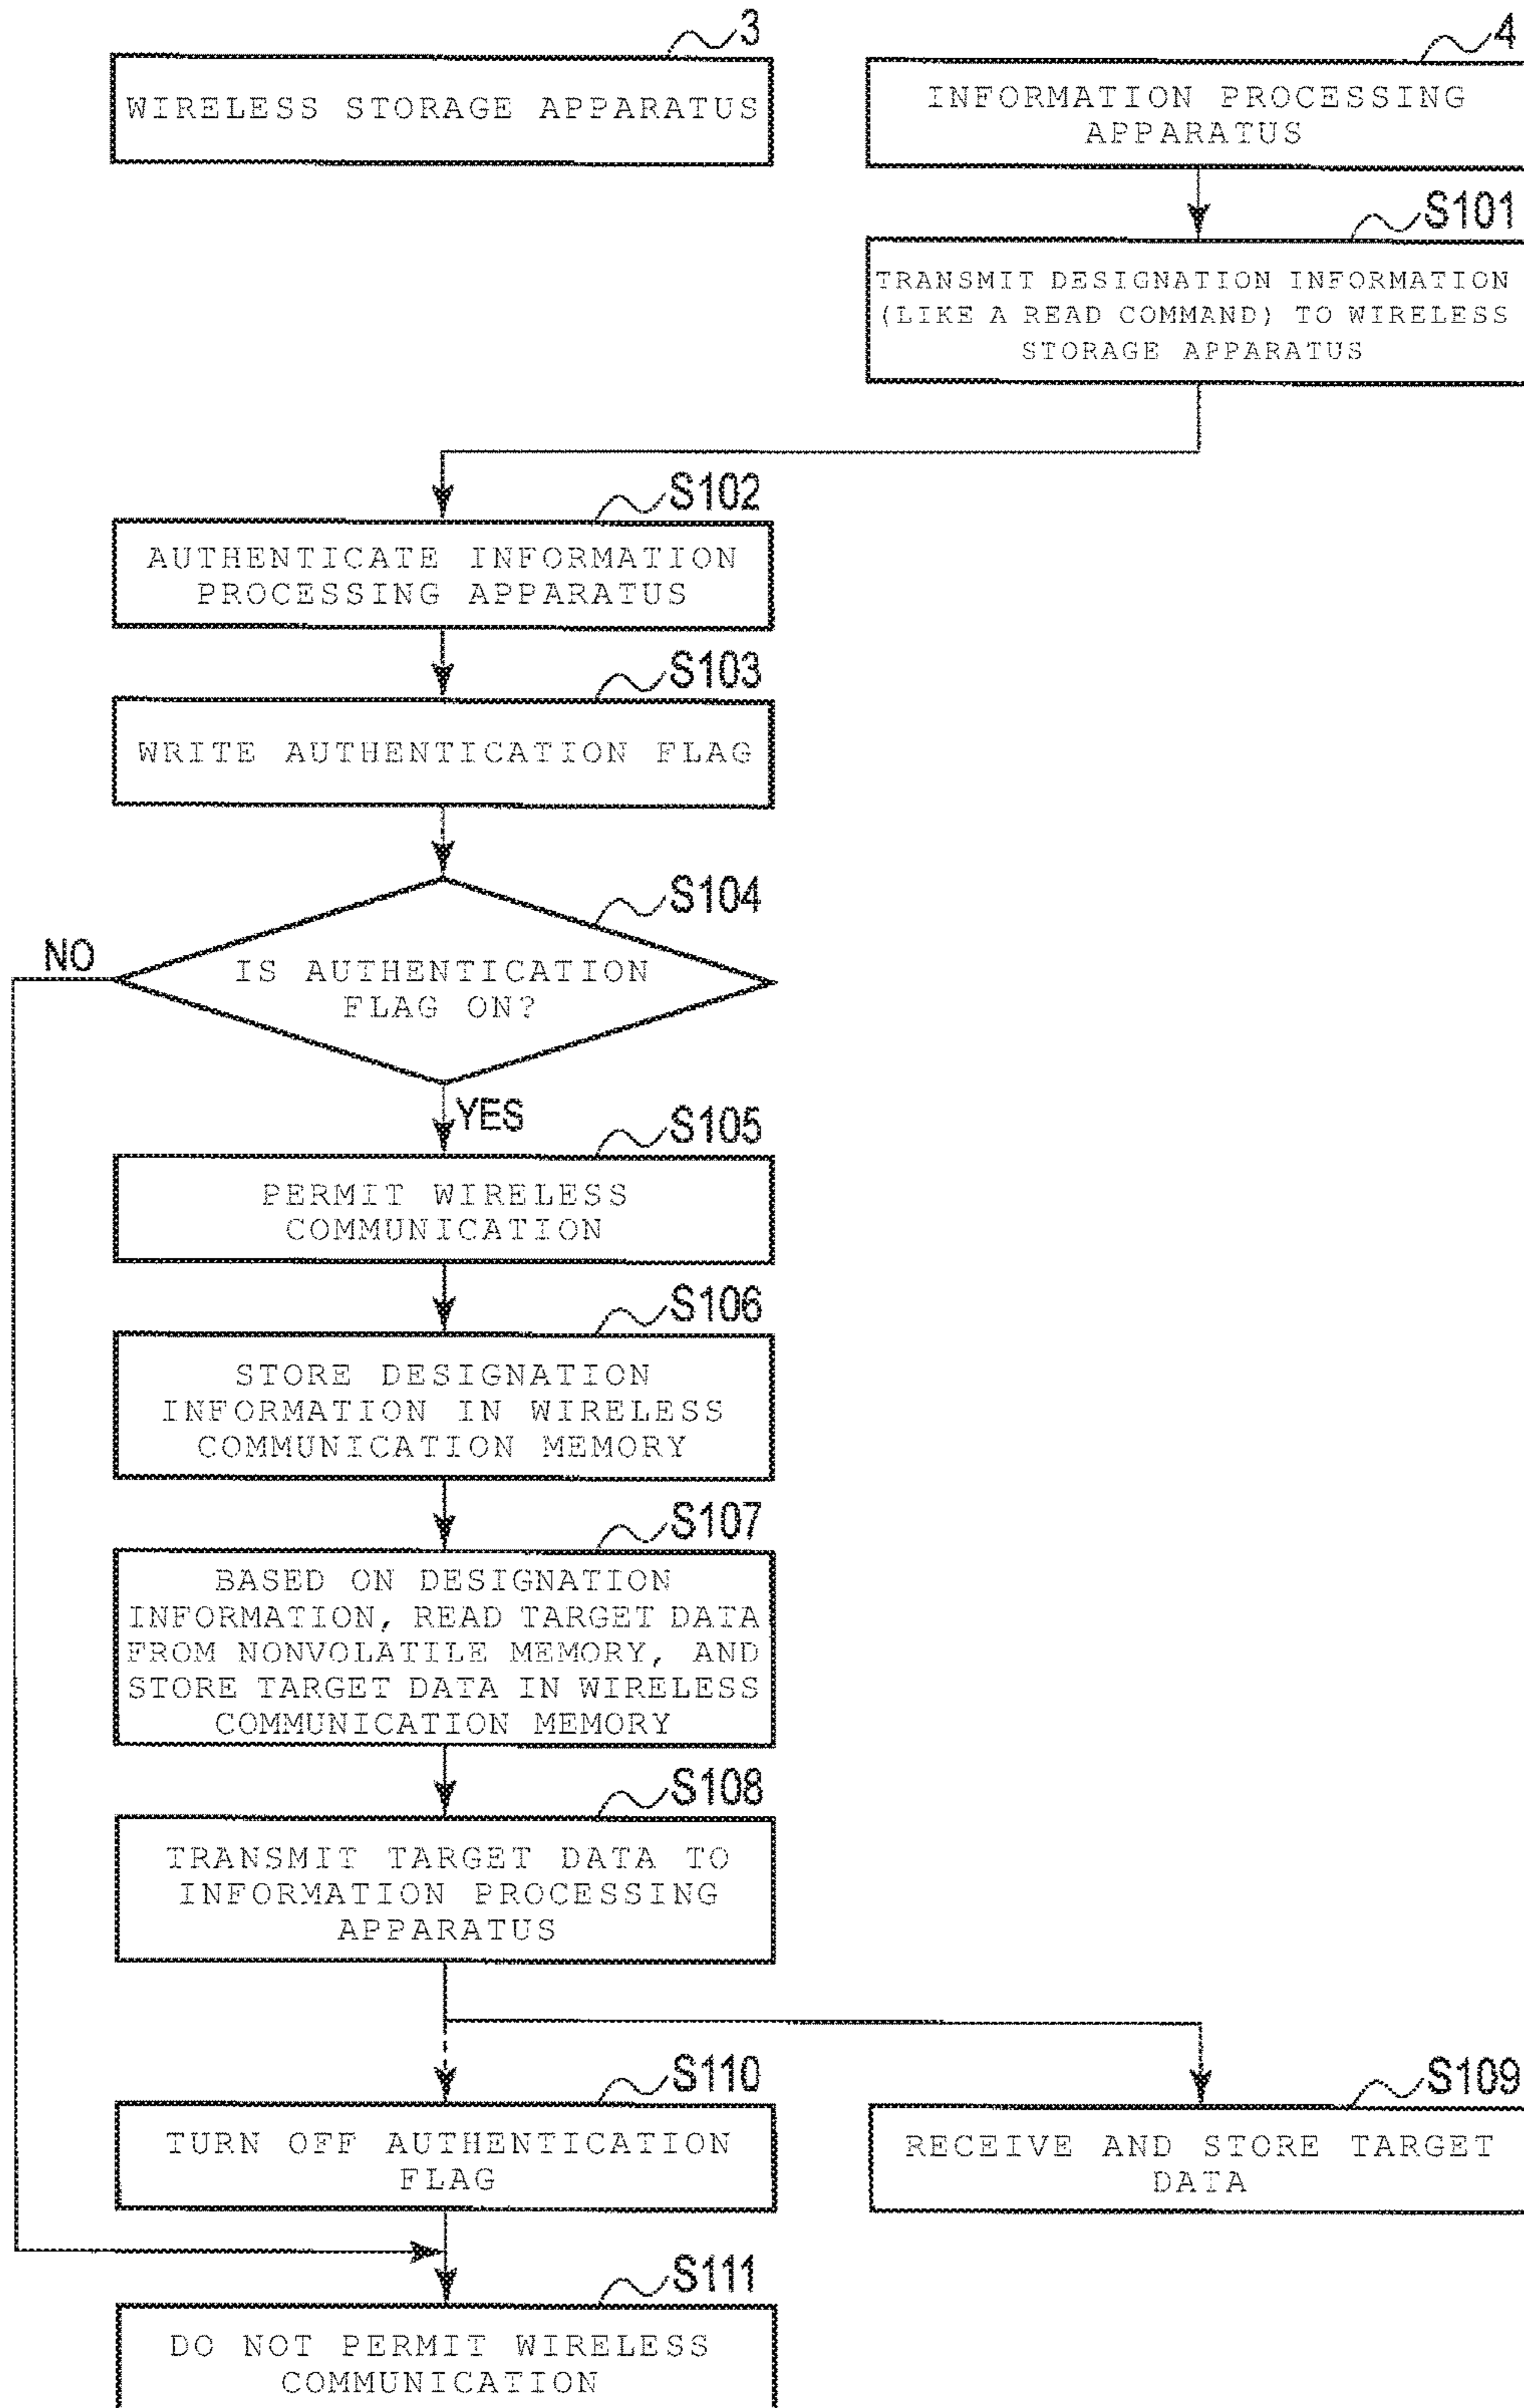 3
WIRELESS STORAGE APPARATUS
4
INFORMATION PROCESSING
APPARATUS
S101
TRANSMIT DESIGNATION INFORMATION
(LIKE A READ COMMAND) TO WIRELESS
STORAGE APPARATUS
S102
AUTHENTICATE INFORMATION
PROCESSING APPARATUS
S103
WRITE AUTHENTICATION FLAG
S104
NO
IS AUTHENTICATION
FLAG ON?
YES
S105
PERMIT WIRELESS
COMMUNICATION
S106
STORE DESIGNATION
INFORMATION IN WIRELESS
COMMUNICATION MEMORY
S107
BASED ON DESIGNATION
INFORMATION, READ TARGET DATA
FROM NONVOLATILE MEMORY, AND
STORE TARGET DATA IN WIRELESS
COMMUNICATION MEMORY
S108
TRANSMIT TARGET DATA TO
INFORMATION PROCESSING
APPARATUS
S110
TURN OFF AUTHENTICATION
FLAG
S109
RECEIVE AND STORE TARGET
DATA
S111
DO NOT PERMIT WIRELESS
COMMUNICATION